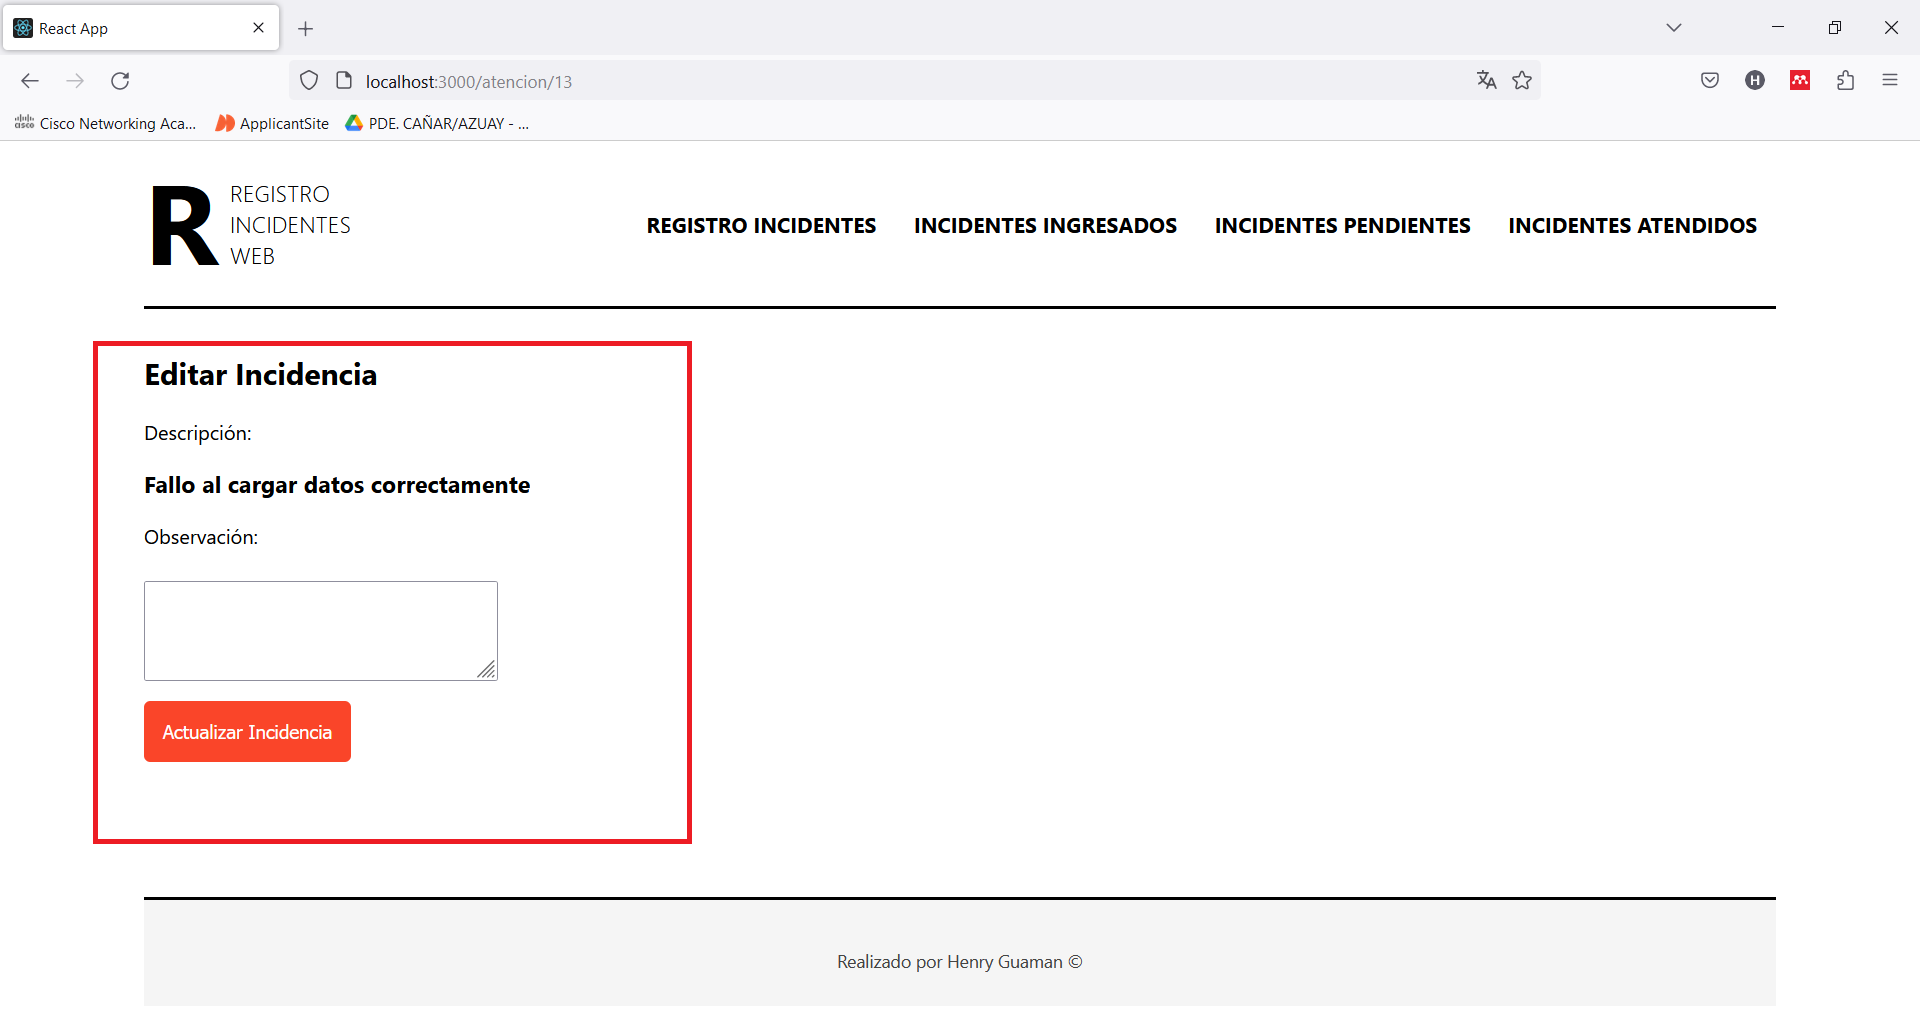 React App
localhost:3000/atencion/13
H
cisco Cisco Networking Aca...
ApplicantSite
PDE. CAÑAR/AZUAY - ...
R
REGISTRO
INCIDENTES
WEB
REGISTRO INCIDENTES
INCIDENTES INGRESADOS
INCIDENTES PENDIENTES
INCIDENTES ATENDIDOS
Editar Incidencia
Descripción:
Fallo al cargar datos correctamente
Observación:
Actualizar Incidencia
Realizado por Henry Guaman ©